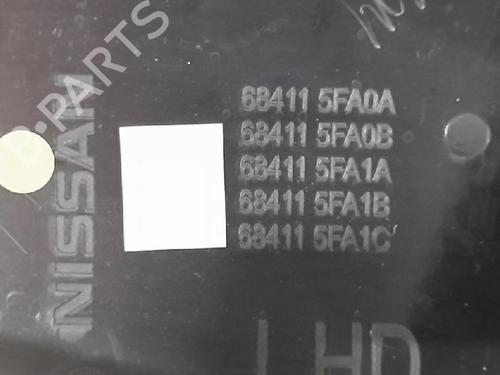 B-PARTS
NISSAN
68411 5FA0A
68411 5FA0B
68411 5FA1A
68411 5FA1B
68411 5FA1C
LHD